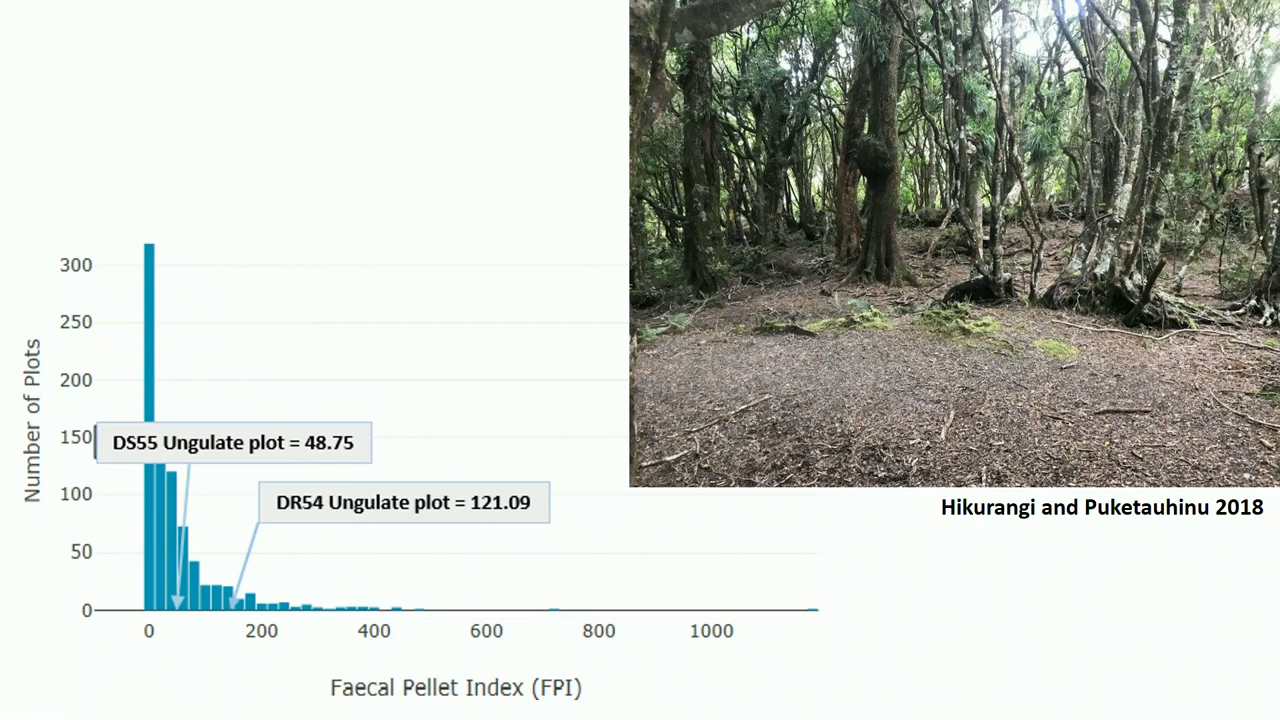 300
250
200
150
100
50
0
Number of Plots
DS55 Ungulate plot = 48.75
DR54 Ungulate plot = 121.09
0 200 400 600 800 1000
Faecal Pellet Index (FPI)
Hikurangi and Puketauhinu 2018